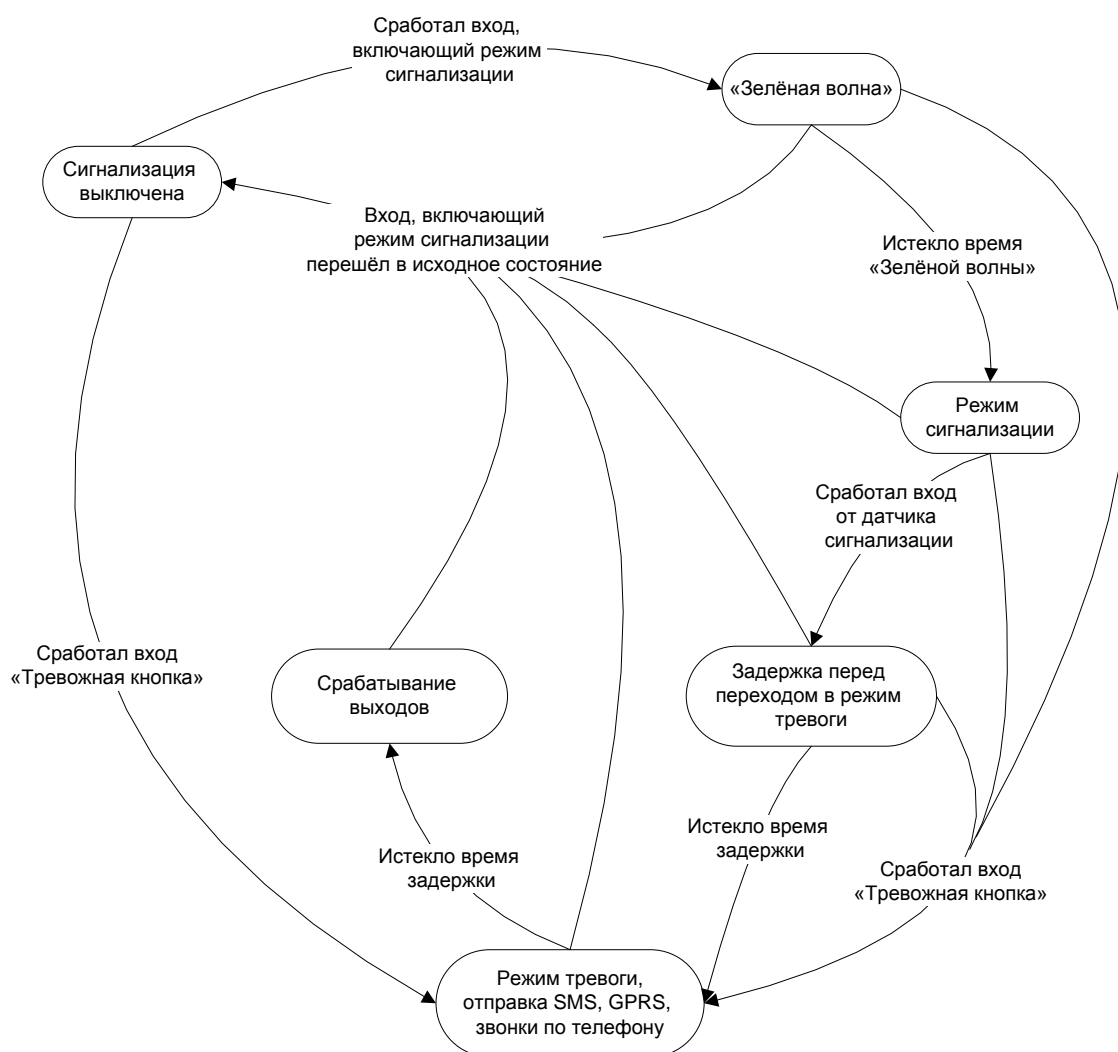 Сработал вход,
включающий режим
сигнализации
«Зелёная волна»
Сигнализация
выключена
Вход, включающий
режим сигнализации
перешёл в исходное состояние
Истекло время
«Зелёной волны»
Режим
сигнализации
Сработал вход
от датчика
сигнализации
Сработал вход
«Тревожная кнопка»
Срабатывание
выходов
Задержка перед
переходом в режим
тревоги
Истекло время
задержки
Истекло время
задержки
Сработал вход
«Тревожная кнопка»
Режим тревоги,
отправка SMS, GPRS,
звонки по телефону